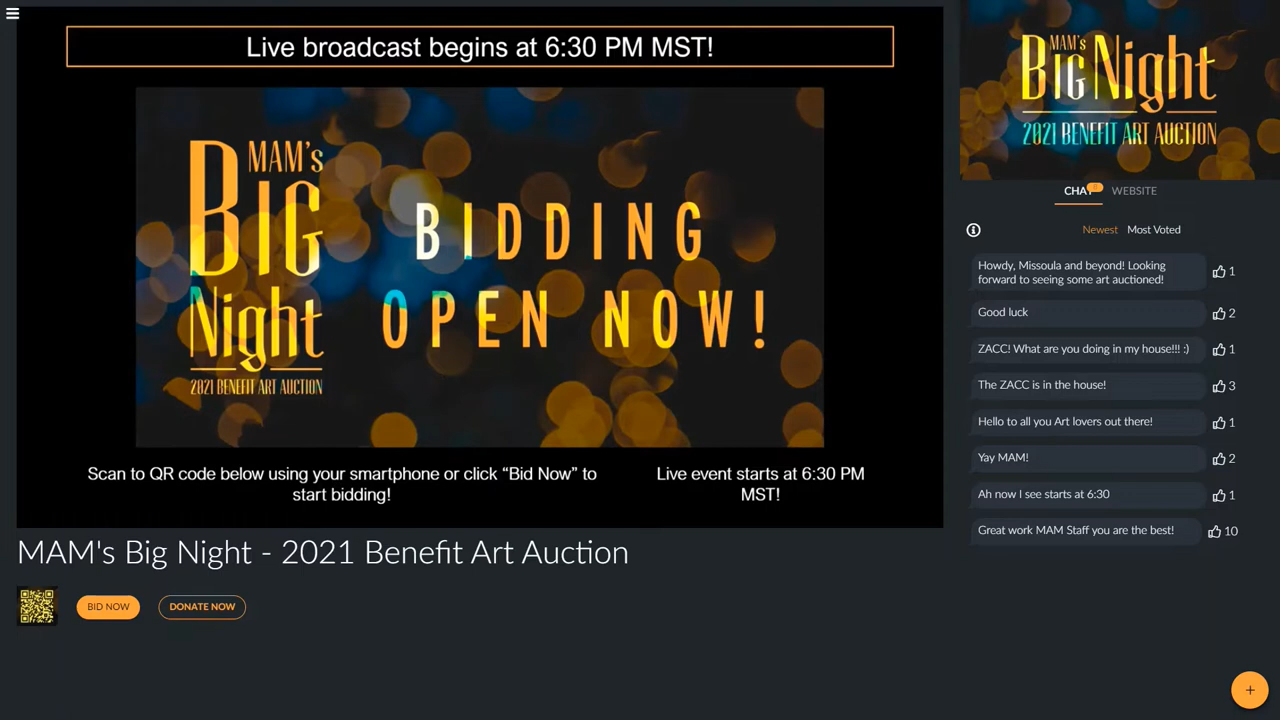 Live broadcast begins at 6:30 PM MST!
MAM's
BIG
Night
2021 BENEFIT ART AUCTION
BIDDING
OPEN NOW!
Scan to QR code below using your smartphone or click “Bid Now” to
start bidding!
Live event starts at 6:30 PM
MST!
MAM's Big Night - 2021 Benefit Art Auction
BID NOW
DONATE NOW
MAM's
BIG Night
2021 BENEFIT ART AUCTION
CHAT
WEBSITE
Newest
Most Voted
Howdy, Missoula and beyond! Looking
forward to seeing some art auctioned!
1
Good luck
2
ZACC! What are you doing in my house!!! :)
1
The ZACC is in the house!
3
Hello to all you Art lovers out there!
1
Yay MAM!
2
Ah now I see starts at 6:30
1
Great work MAM Staff you are the best!
10
+